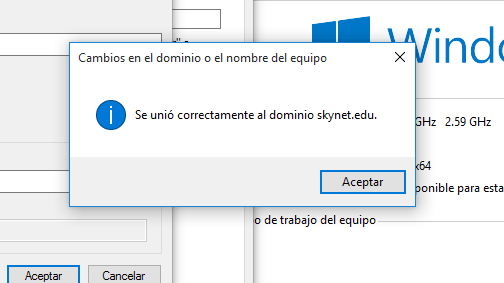 Windo
Cambios en el dominio o el nombre del equipo
Se unió correctamente al dominio skynet.edu.
GHz 2.59 GHz
x64
ponible para esta
Aceptar
o de trabajo del equipo
Aceptar
Cancelar